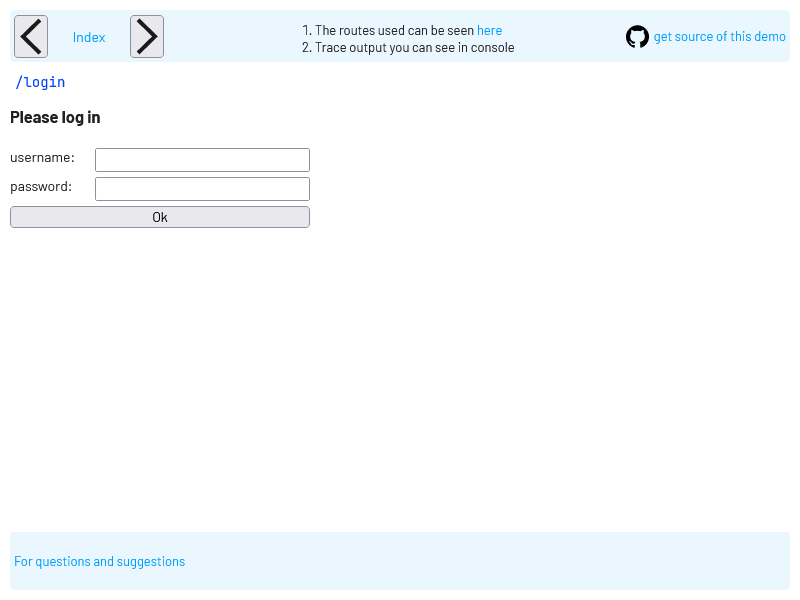 Index
1. The routes used can be seen here
2. Trace output you can see in console
get source of this demo
/login
Please log in
username:
password:
Ok
For questions and suggestions